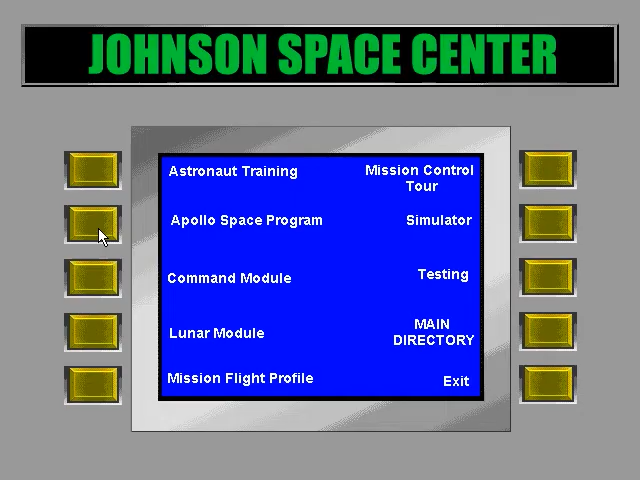 JOHNSON SPACE CENTER
Astronaut Training
Mission Control
Tour
Apollo Space Program
Simulator
Command Module
Testing
Lunar Module
MAIN
DIRECTORY
Mission Flight Profile
Exit